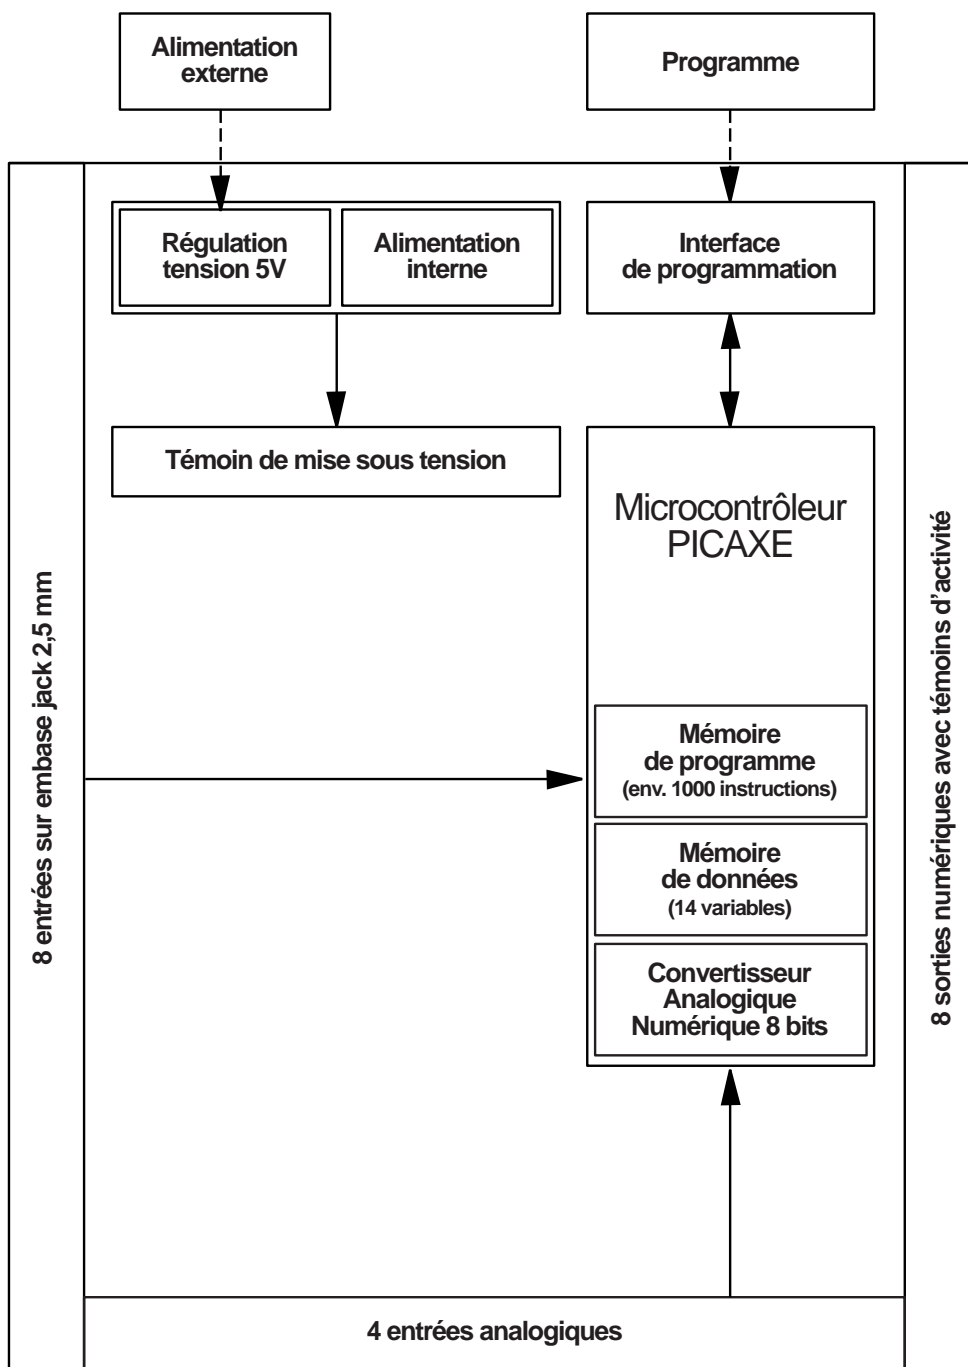 Alimentation
externe
Programme
Régulation
tension 5V
Alimentation
interne
Interface
de programmation
Témoin de mise sous tension
Microcontrôleur
PICAXE
8 entrées sur embase jack 2,5 mm
8 sorties numériques avec témoins d’activité
Mémoire
de programme
(env. 1000 instructions)
Mémoire
de données
(14 variables)
Convertisseur
Analogique
Numérique 8 bits
4 entrées analogiques